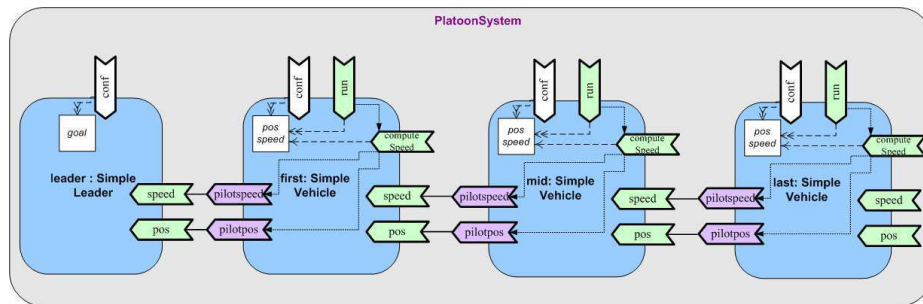 PlatoonSystem
conf
goal
leader : Simple
Leader
speed
pos
pilotspeed
pilotpos
conf
run
pos
speed
compute
Speed
first: Simple
Vehicle
speed
pos
pilotspeed
pilotpos
conf
run
pos
speed
compute
Speed
mid: Simple
Vehicle
speed
pos
pilotspeed
pilotpos
conf
run
pos
speed
compute
Speed
last: Simple
Vehicle
speed
pos